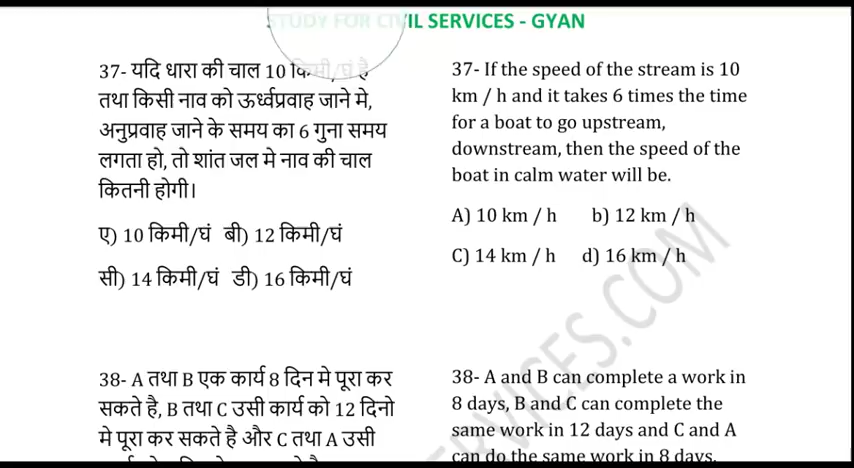 STUDY FOR CIVIL SERVICES - GYAN
37- यदि धारा की चाल 10 किमी/घं है
तथा किसी नाव को ऊर्ध्वप्रवाह जाने मे,
अनुप्रवाह जाने के समय का 6 गुना समय
लगता हो, तो शांत जल मे नाव की चाल
कितनी होगी।
ए) 10 किमी/घं बी) 12 किमी/घं
सी) 14 किमी/घं डी) 16 किमी/घं
38- A तथा B एक कार्य 8 दिन मे पूरा कर
सकते है, B तथा C उसी कार्य को 12 दिनो
मे पूरा कर सकते है और C तथा A उसी
37- If the speed of the stream is 10
km / h and it takes 6 times the time
for a boat to go upstream,
downstream, then the speed of the
boat in calm water will be.
A) 10 km / h b) 12 km / h
C) 14 km / h d) 16 km / h
38- A and B can complete a work in
8 days, B and C can complete the
same work in 12 days and C and A
can do the same work in 8 days.
VICES.COM